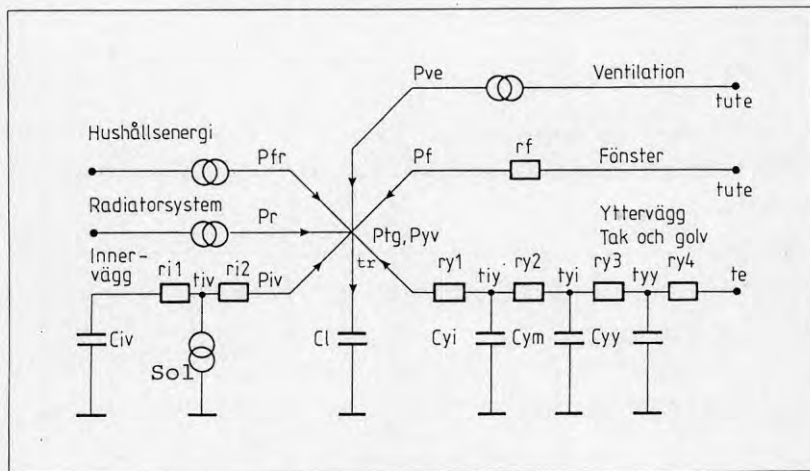 Pve
Ventilation
tute
Hushållsenergi
Pfr
Pf
rf
Fönster
tute
Radiatorsystem
Pr
Ptg, Pyv
Yttervägg
Tak och golv
Inner-
vägg
ri1
tiv
ri2
Piv
tr
ry1
tiy
ry2
tyi
ry3
tyy
ry4
te
Civ
Sol
Cl
Cyi
Cym
Cyy